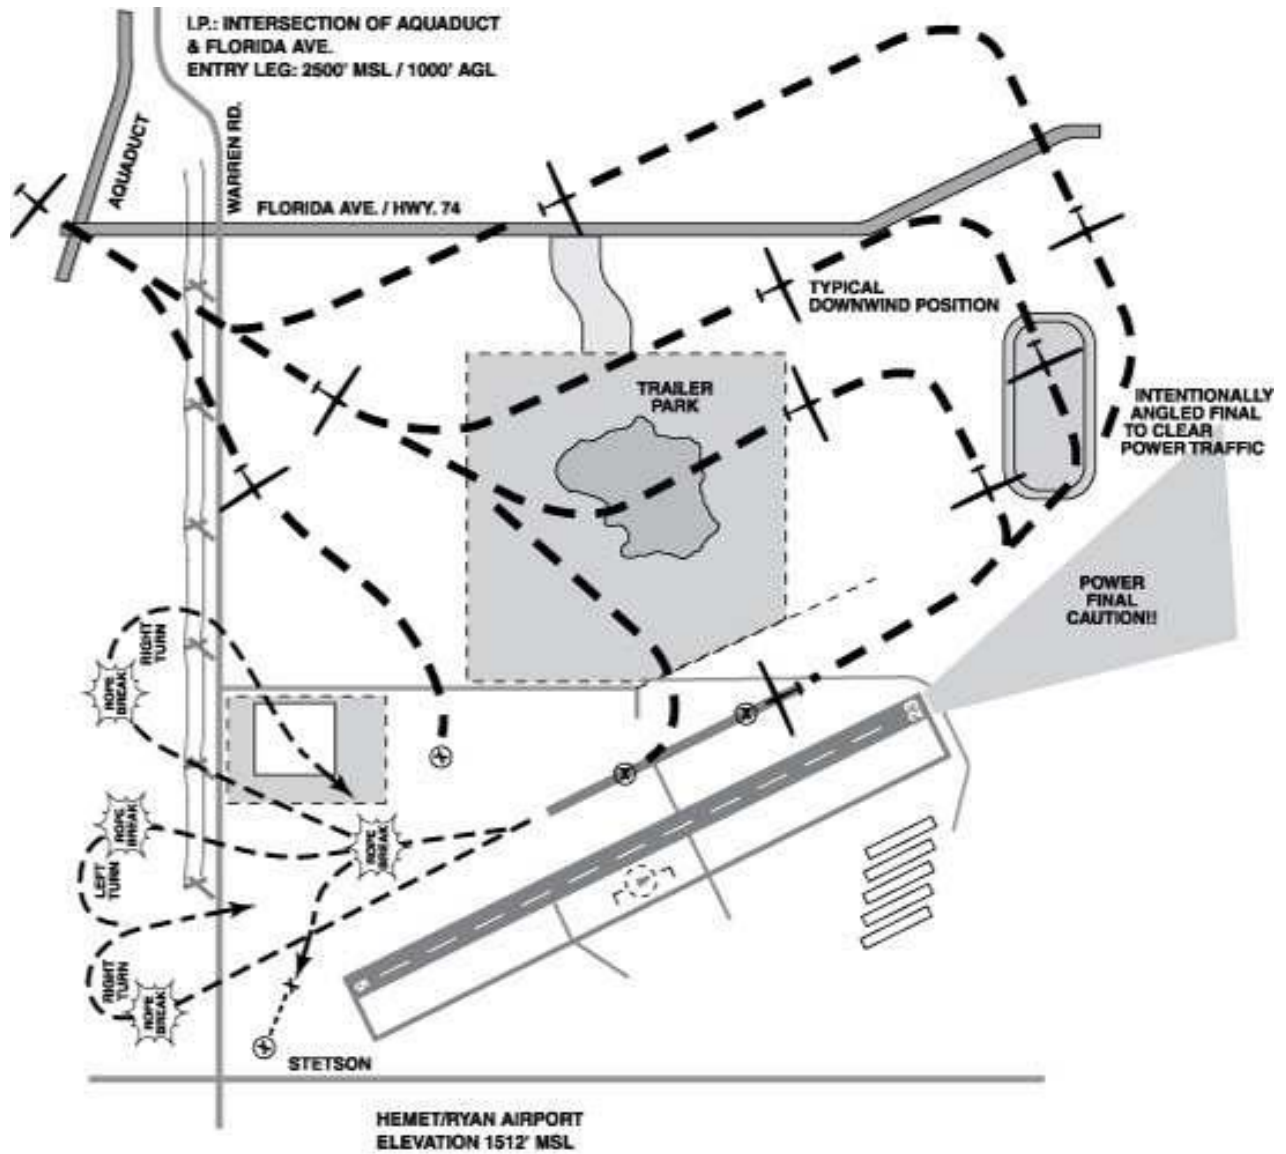 I.P.: INTERSECTION OF AQUADUCT
& FLORIDA AVE.
ENTRY LEG: 2500' MSL / 1000' AGL
AQUADUCT
WARREN RD.
FLORIDA AVE. / HWY. 74
TYPICAL
DOWNWIND POSITION
TRAILER
PARK
INTENTIONALLY
ANGLED FINAL
TO CLEAR
POWER TRAFFIC
POWER
FINAL
CAUTION!!
RIGHT
TURN
ROPE
BREAK
ROPE
BREAK
ROPE
BREAK
LEFT
TURN
RIGHT
TURN
ROPE
BREAK
STETSON
HEMET/RYAN AIRPORT
ELEVATION 1512' MSL